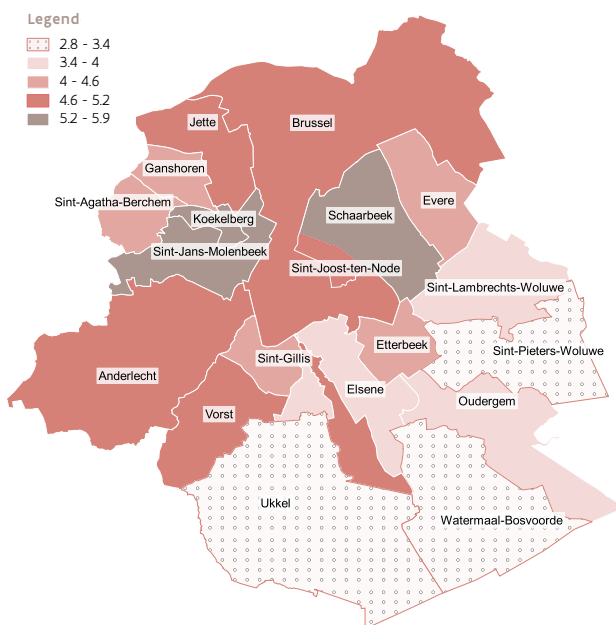 Legend
2.8 - 3.4
3.4 - 4
4 - 4.6
4.6 - 5.2
5.2 - 5.9
Jette
Brussel
Ganshoren
Sint-Agatha-Berchem
Evere
Koekelberg
Schaarbeek
Sint-Jans-Molenbeek
Sint-Joost-ten-Node
Sint-Lambrechts-Woluwe
Etterbeek
Sint-Pieters-Woluwe
Sint-Gillis
Anderlecht
Elsene
Oudergem
Vorst
Ukkel
Watermaal-Bosvoorde